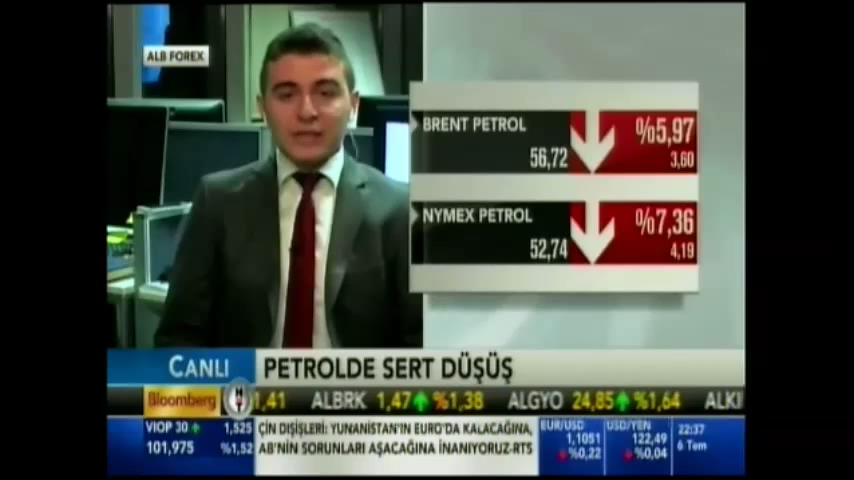 ALB FOREX
BRENT PETROL
56,72
%5,97
3,60
NYMEX PETROL
52,74
%7,36
4,19
CANLI
PETROLDE SERT DÜŞÜŞ
Bloomberg
HT
1,41 ALBRK 1,47 %1,38 ALGYO 24,85 %1,64 ALKI
VIOP 30 1,525
101,975 %1,52
ÇİN DIŞİŞLERİ: YUNANİSTAN'IN EURO'DA KALACAĞINA,
AB'NİN SORUNLARI AŞACAĞINA İNANIYORUZ-RTS
EUR/USD
1,1051
%0,22
USD/YEN
122,49
%0,04
22:37
6 Tem